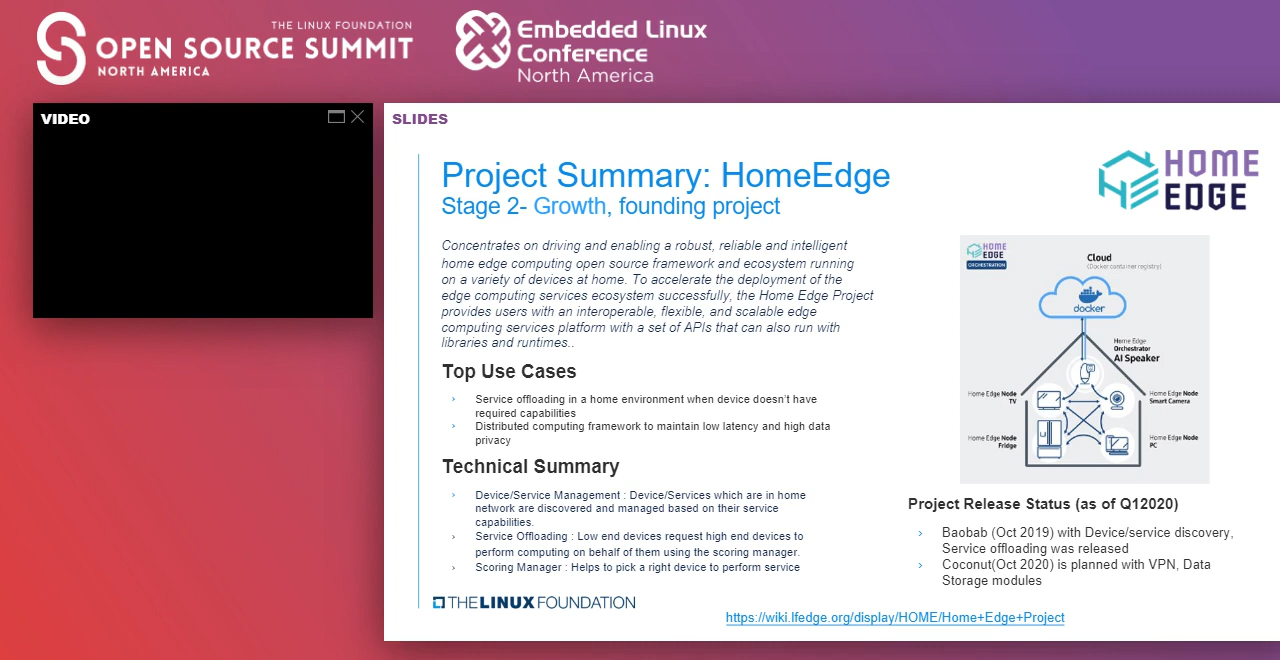 THE LINUX FOUNDATION
OPEN SOURCE SUMMIT
NORTH AMERICA
Embedded Linux
Conference
North America
VIDEO
SLIDES
Project Summary: HomeEdge
Stage 2- Growth, founding project
HOME
EDGE
Concentrates on driving and enabling a robust, reliable and intelligent
home edge computing open source framework and ecosystem running
on a variety of devices at home. To accelerate the deployment of the
edge computing services ecosystem successfully, the Home Edge Project
provides users with an interoperable, flexible, and scalable edge
computing services platform with a set of APIs that can also run with
libraries and runtimes..
Top Use Cases
› Service offloading in a home environment when device doesn't have
required capabilities
› Distributed computing framework to maintain low latency and high data
privacy
Technical Summary
› Device/Service Management : Device/Services which are in home
network are discovered and managed based on their service
capabilities.
› Service Offloading : Low end devices request high end devices to
perform computing on behalf of them using the scoring manager.
› Scoring Manager : Helps to pick a right device to perform service
HOME
EDGE
ORCHESTRATION
Cloud
(Docker container registry)
docker
Home Edge
Orchestrator
AI Speaker
Home Edge Node
TV
Home Edge Node
Smart Camera
Home Edge Node
Fridge
Home Edge Node
PC
Project Release Status (as of Q12020)
› Baobab (Oct 2019) with Device/service discovery,
Service offloading was released
› Coconut(Oct 2020) is planned with VPN, Data
Storage modules
THE LINUX FOUNDATION
https://wiki.lfedge.org/display/HOME/Home+Edge+Project